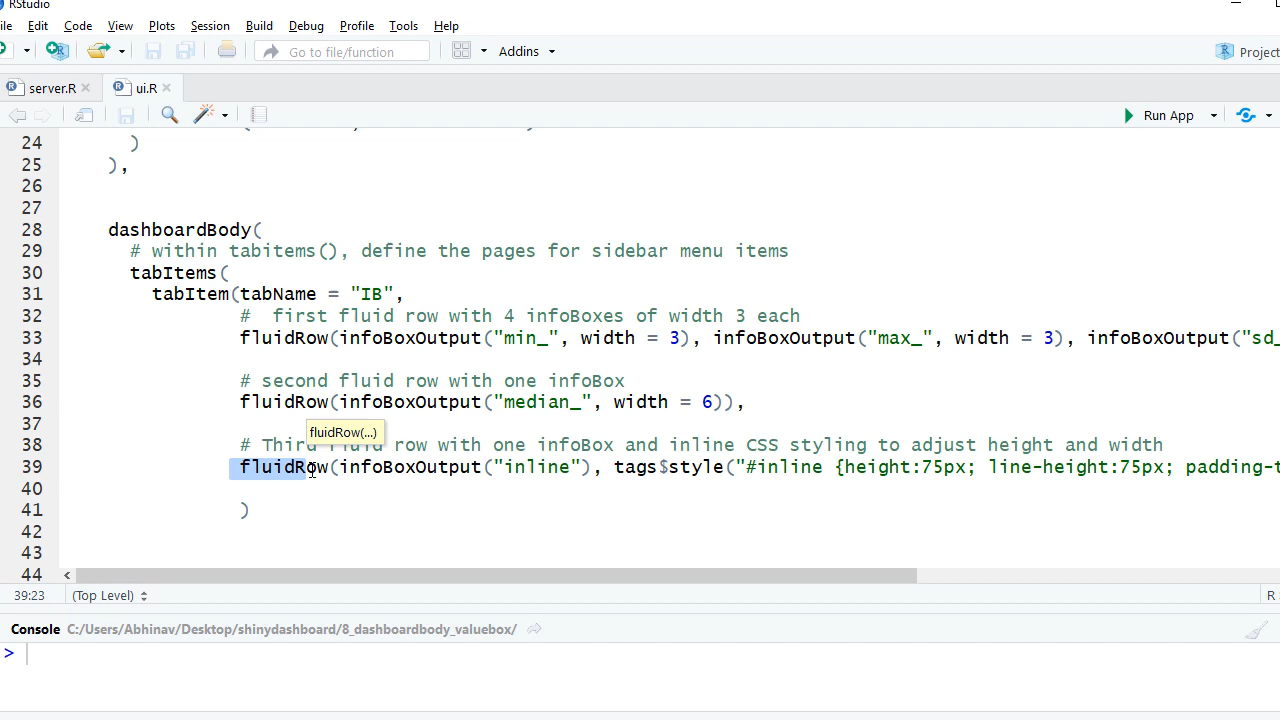 RStudio
ile Edit Code View Plots Session Build Debug Profile Tools Help
Go to file/function Addins Project
server.R ui.R
Run App
24 )
25 ),
26
27
28 dashboardBody(
29 # within tabitems(), define the pages for sidebar menu items
30 tabItems(
31 tabItem(tabName = "IB",
32 # first fluid row with 4 infoBoxes of width 3 each
33 fluidRow(infoBoxOutput("min_", width = 3), infoBoxOutput("max_", width = 3), infoBoxOutput("sd_
34
35 # second fluid row with one infoBox
36 fluidRow(infoBoxOutput("median_", width = 6)),
37
fluidRow(...)
38 # Third fluid row with one infoBox and inline CSS styling to adjust height and width
39 fluidRow(infoBoxOutput("inline"), tags$style("#inline {height:75px; line-height:75px; padding-t
40
41 )
42
43
44
39:23 (Top Level) R
Console C:/Users/Abhinav/Desktop/shinydashboard/8_dashboardbody_valuebox/
>